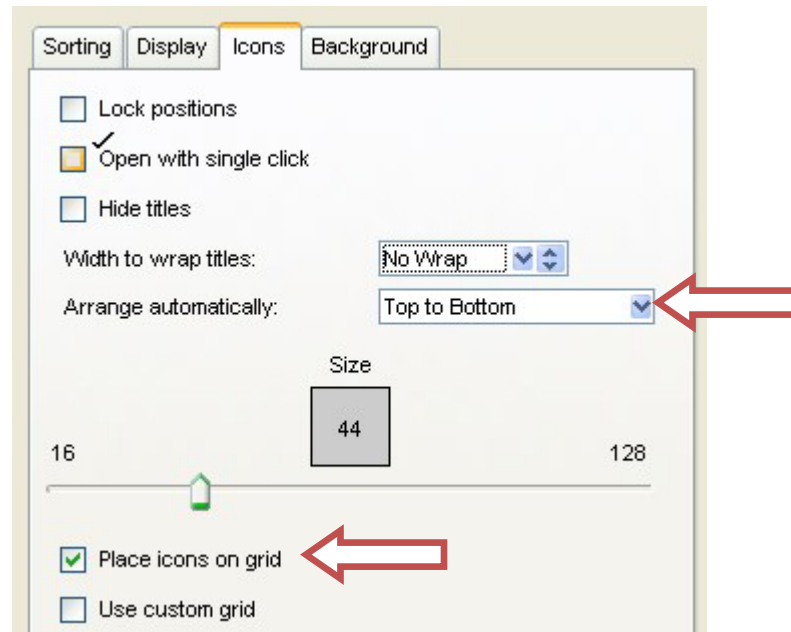 Sorting Display Icons Background
Lock positions
Open with single click
Hide titles
Width to wrap titles: No Wrap
Arrange automatically: Top to Bottom
Size
44
16 128
Place icons on grid
Use custom grid